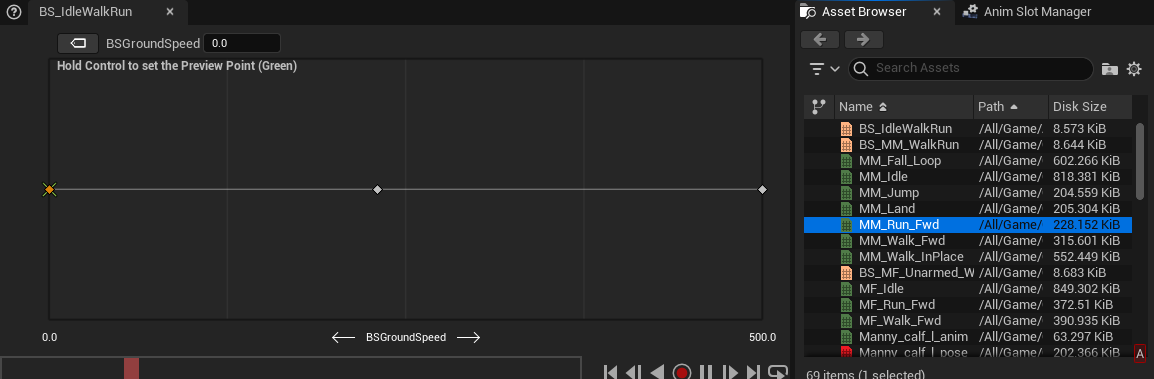 BS_IdleWalkRun ×
BSGroundSpeed 0.0
Hold Control to set the Preview Point (Green)
0.0 BSGroundSpeed 500.0
Asset Browser × Anim Slot Manager
Search Assets
Name Path Disk Size
BS_IdleWalkRun /All/Game/ 8.573 KiB
BS_MM_WalkRun /All/Game/ 8.644 KiB
MM_Fall_Loop /All/Game/ 602.266 KiB
MM_Idle /All/Game/ 818.381 KiB
MM_Jump /All/Game/ 204.559 KiB
MM_Land /All/Game/ 205.304 KiB
MM_Run_Fwd /All/Game/ 228.152 KiB
MM_Walk_Fwd /All/Game/ 315.601 KiB
MM_Walk_InPlace /All/Game/ 552.449 KiB
BS_MF_Unarmed_W /All/Game/ 8.683 KiB
MF_Idle /All/Game/ 849.302 KiB
MF_Run_Fwd /All/Game/ 372.51 KiB
MF_Walk_Fwd /All/Game/ 390.935 KiB
Manny_calf_l_anim /All/Game/ 63.297 KiB
Manny_calf_l_pose /All/Game/ 202.366 KiB
A
69 items (1 selected)